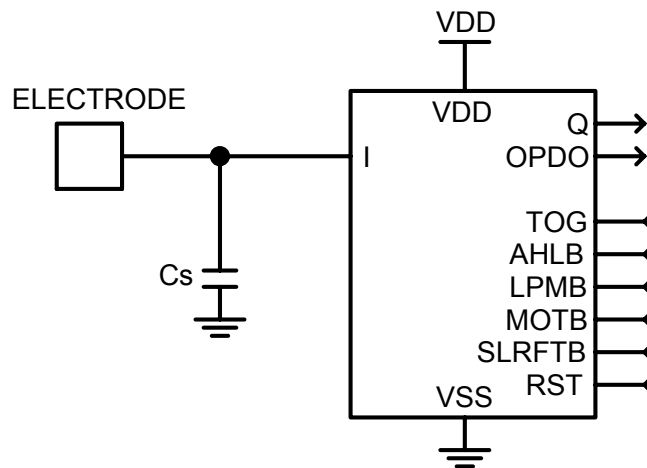 VDD
ELECTRODE
VDD
Q
I
OPDO
TOG
AHLB
Cs
LPMB
MOTB
SLRFTB
RST
VSS